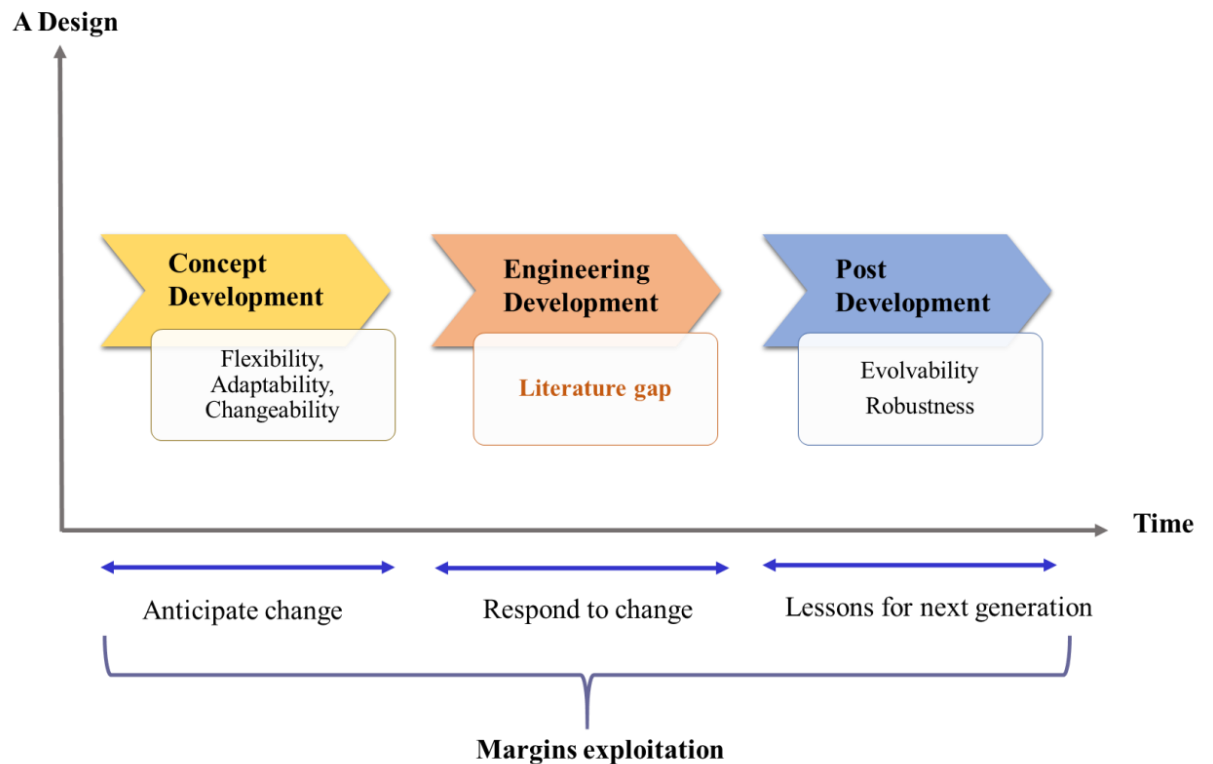 A Design
Concept
Development
Flexibility,
Adaptability,
Changeability
Engineering
Development
Literature gap
Post
Development
Evolvability
Robustness
Time
Anticipate change
Respond to change
Lessons for next generation
Margins exploitation